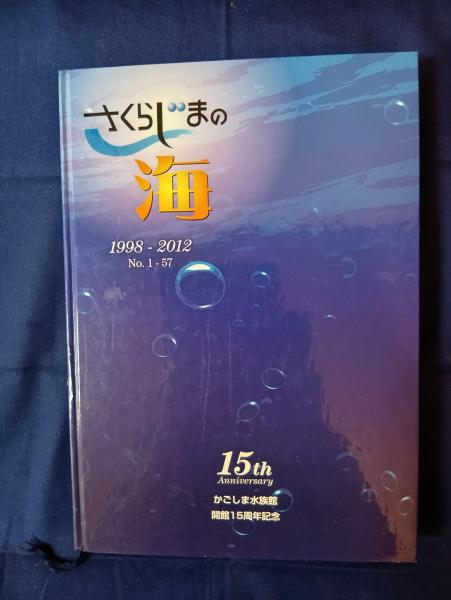 さくらじまの
海
1998 - 2012
No. 1 - 57
15th
Anniversary
かごしま水族館
開館15周年記念